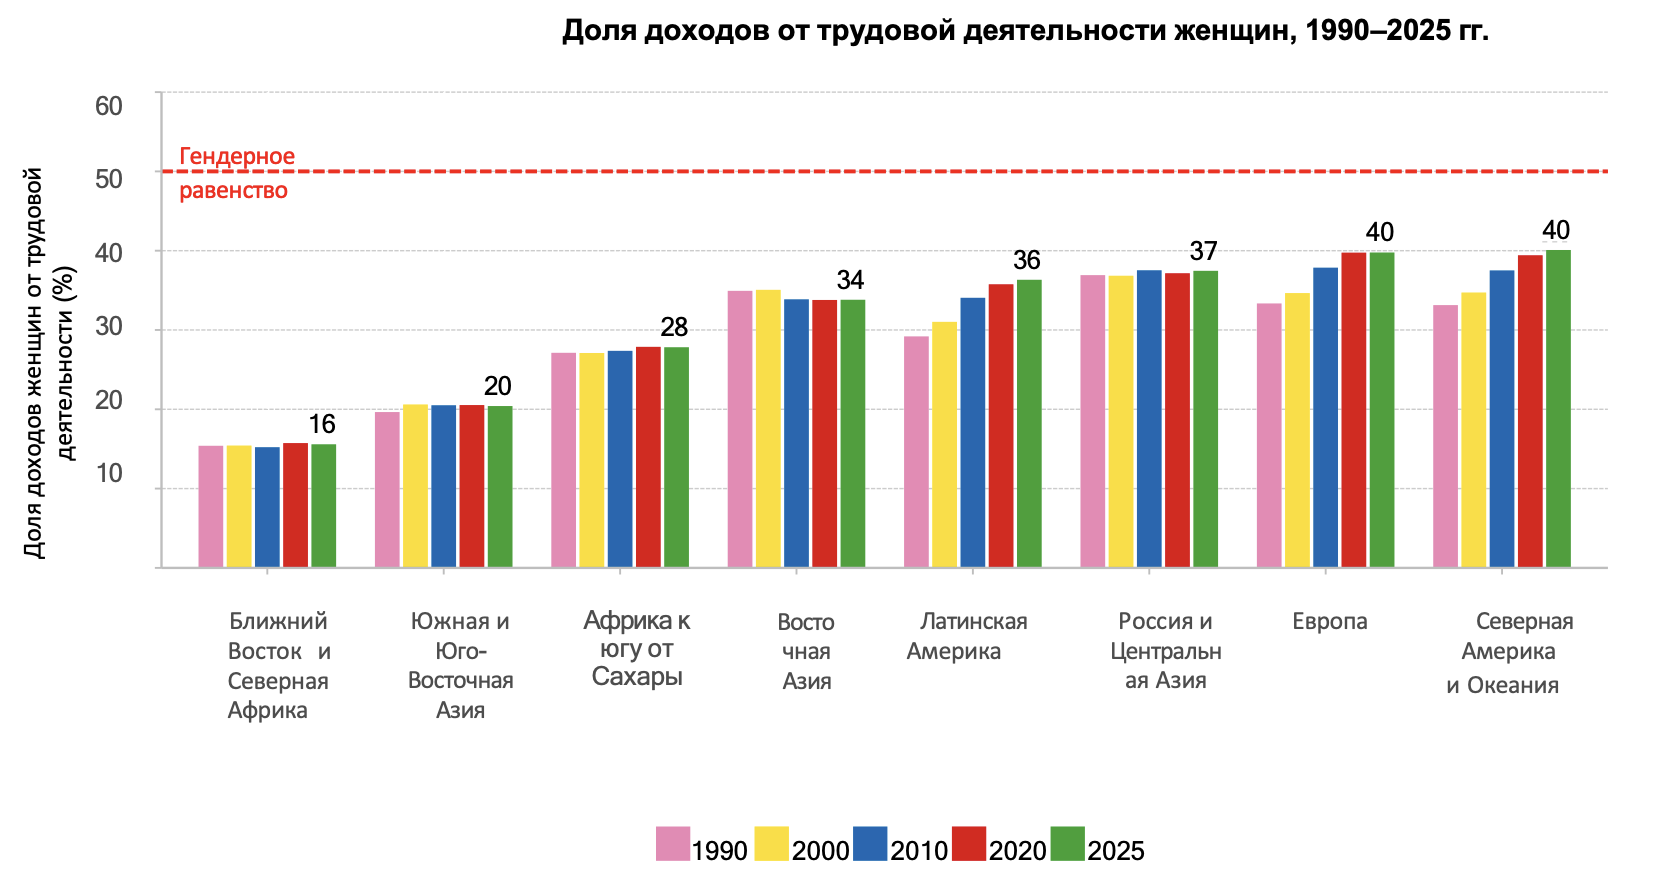 Доля доходов от трудовой деятельности женщин, 1990–2025 гг.
Доля доходов женщин от трудовой
деятельности (%)
60
50
40
30
20
10
Гендерное
равенство
16
20
28
34
36
37
40
40
Ближний
Восток и
Северная
Африка
Южная и
Юго-
Восточная
Азия
Африка к
югу от
Сахары
Восто
чная
Азия
Латинская
Америка
Россия и
Центральн
ая Азия
Европа
Северная
Америка
и Океания
1990 2000 2010 2020 2025